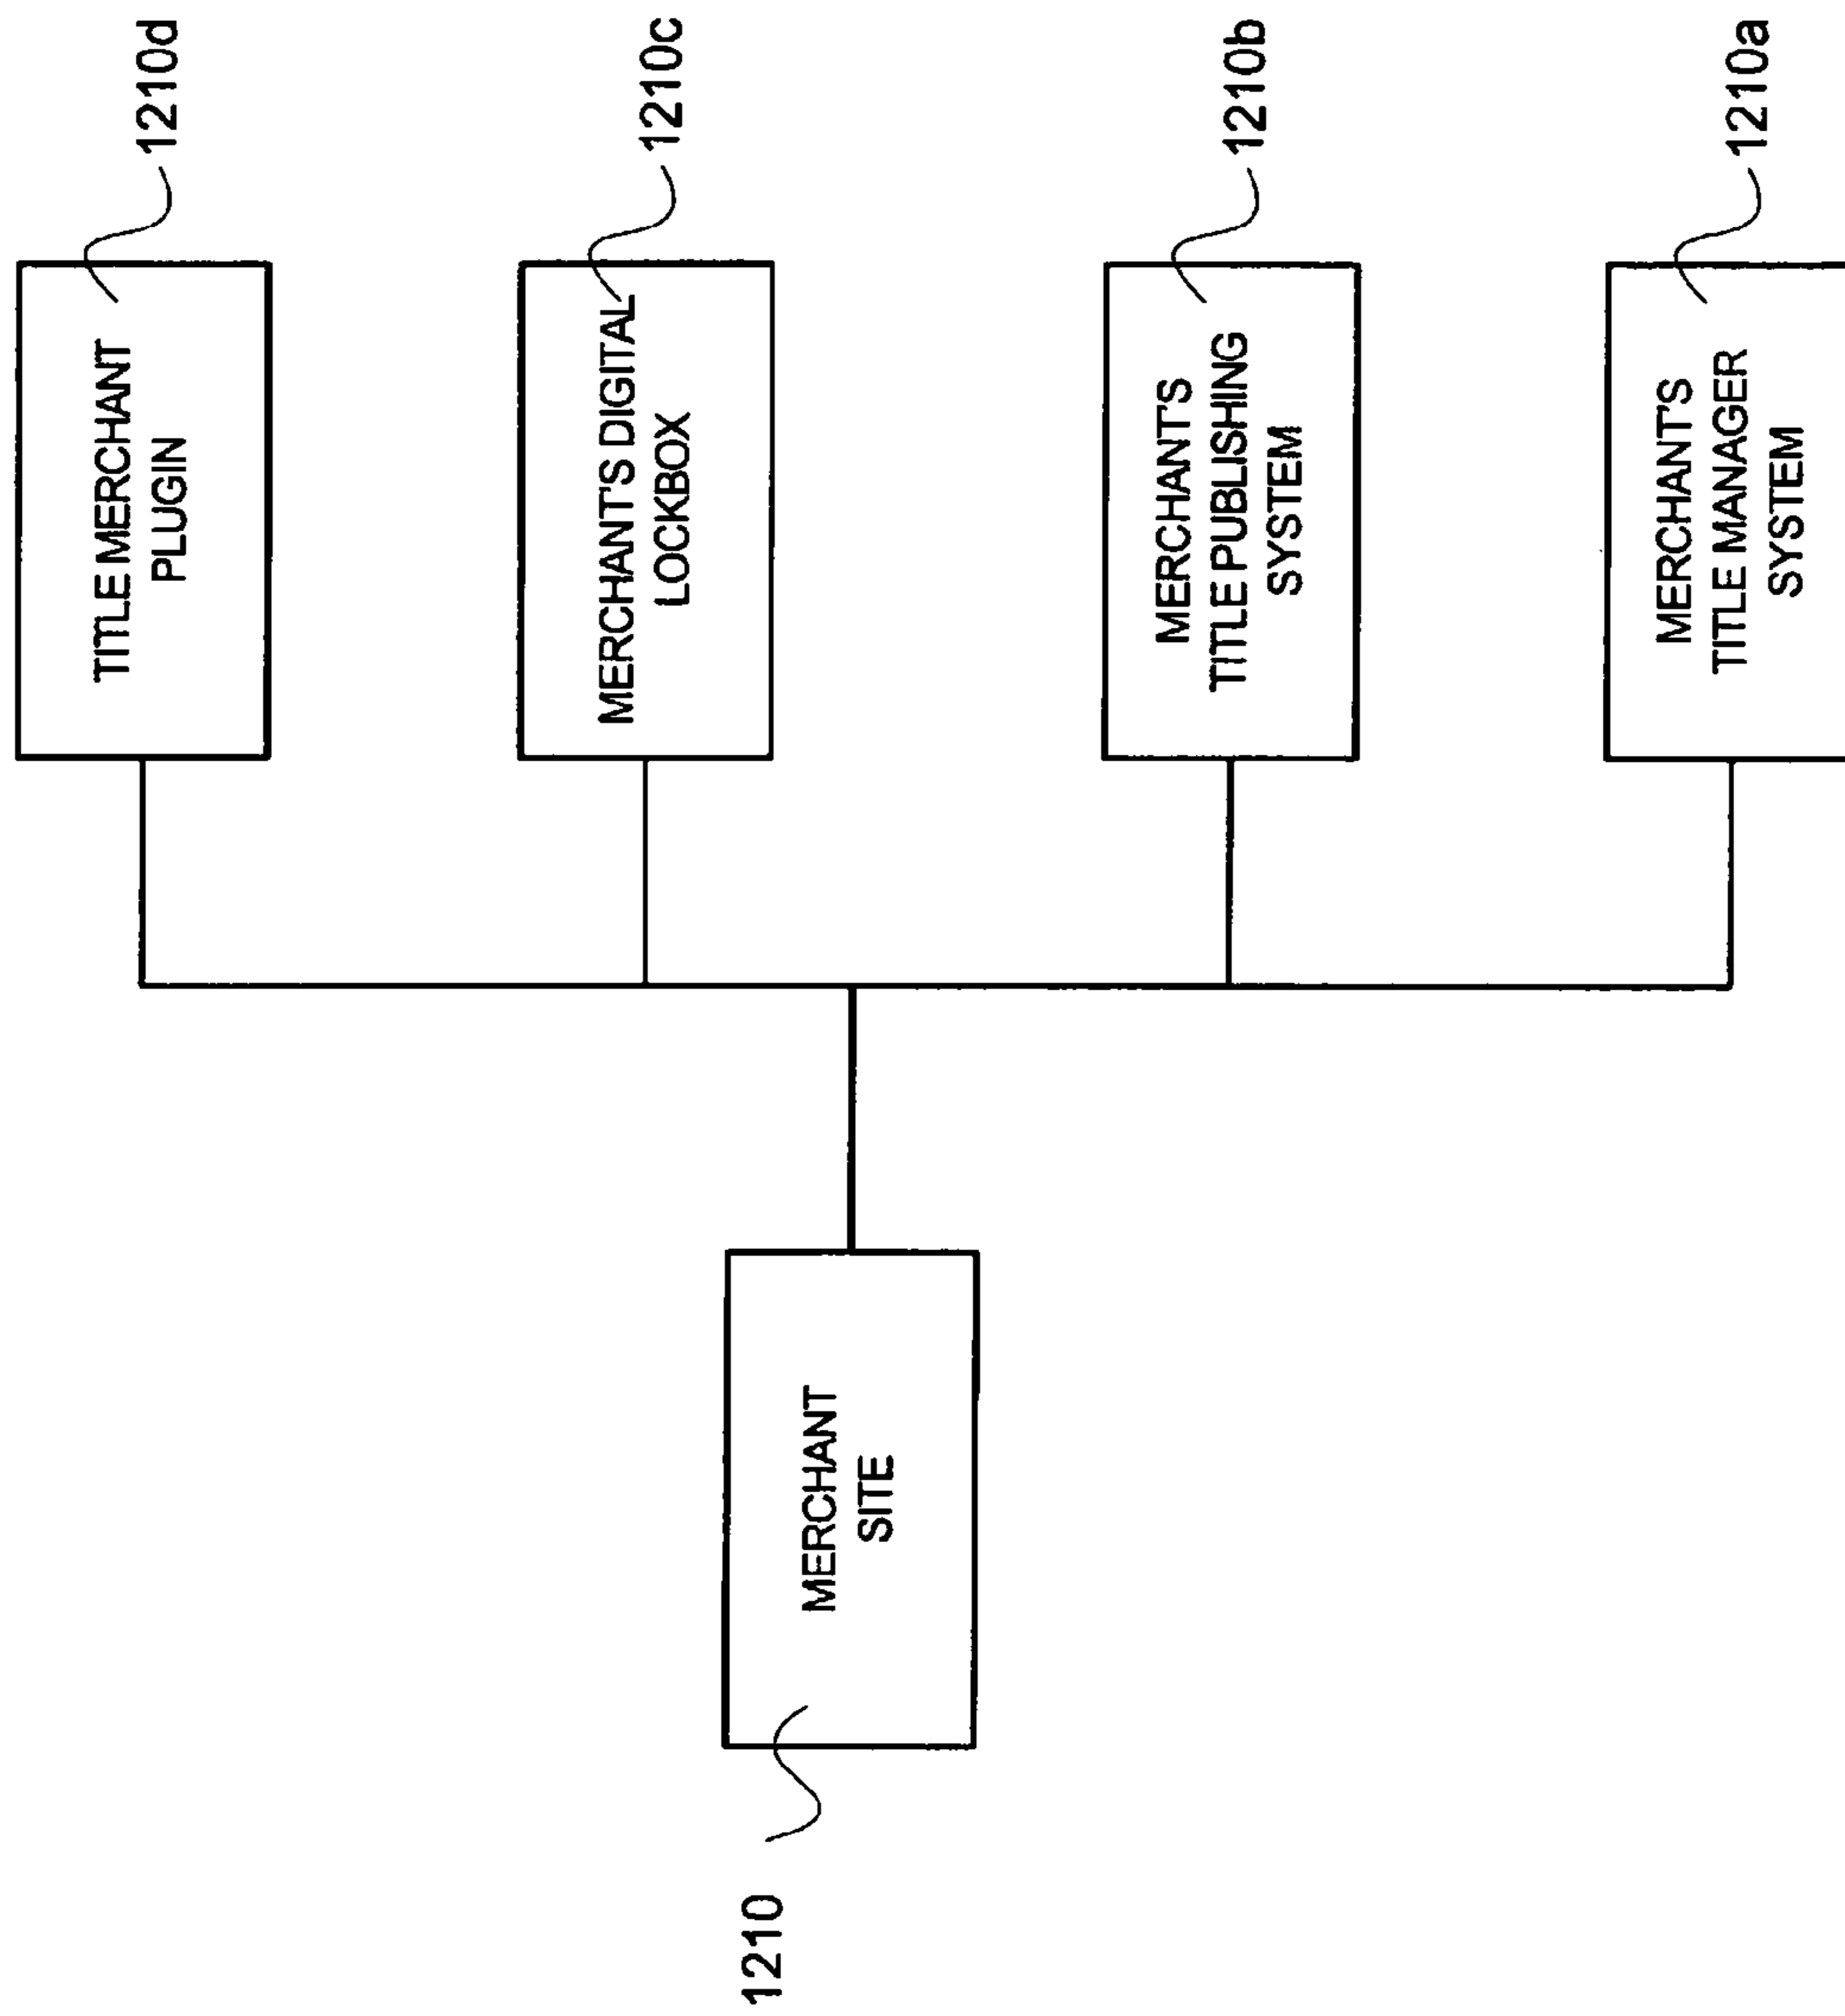 TITLE MERCHANT
PLUGIN
1210d
MERCHANT'S DIGITAL
LOCKBOX
1210c
1210
MERCHANT
SITE
MERCHANT'S
TITLE PUBLISHING
SYSTEM
1210b
MERCHANT'S
TITLE MANAGER
SYSTEM
1210a